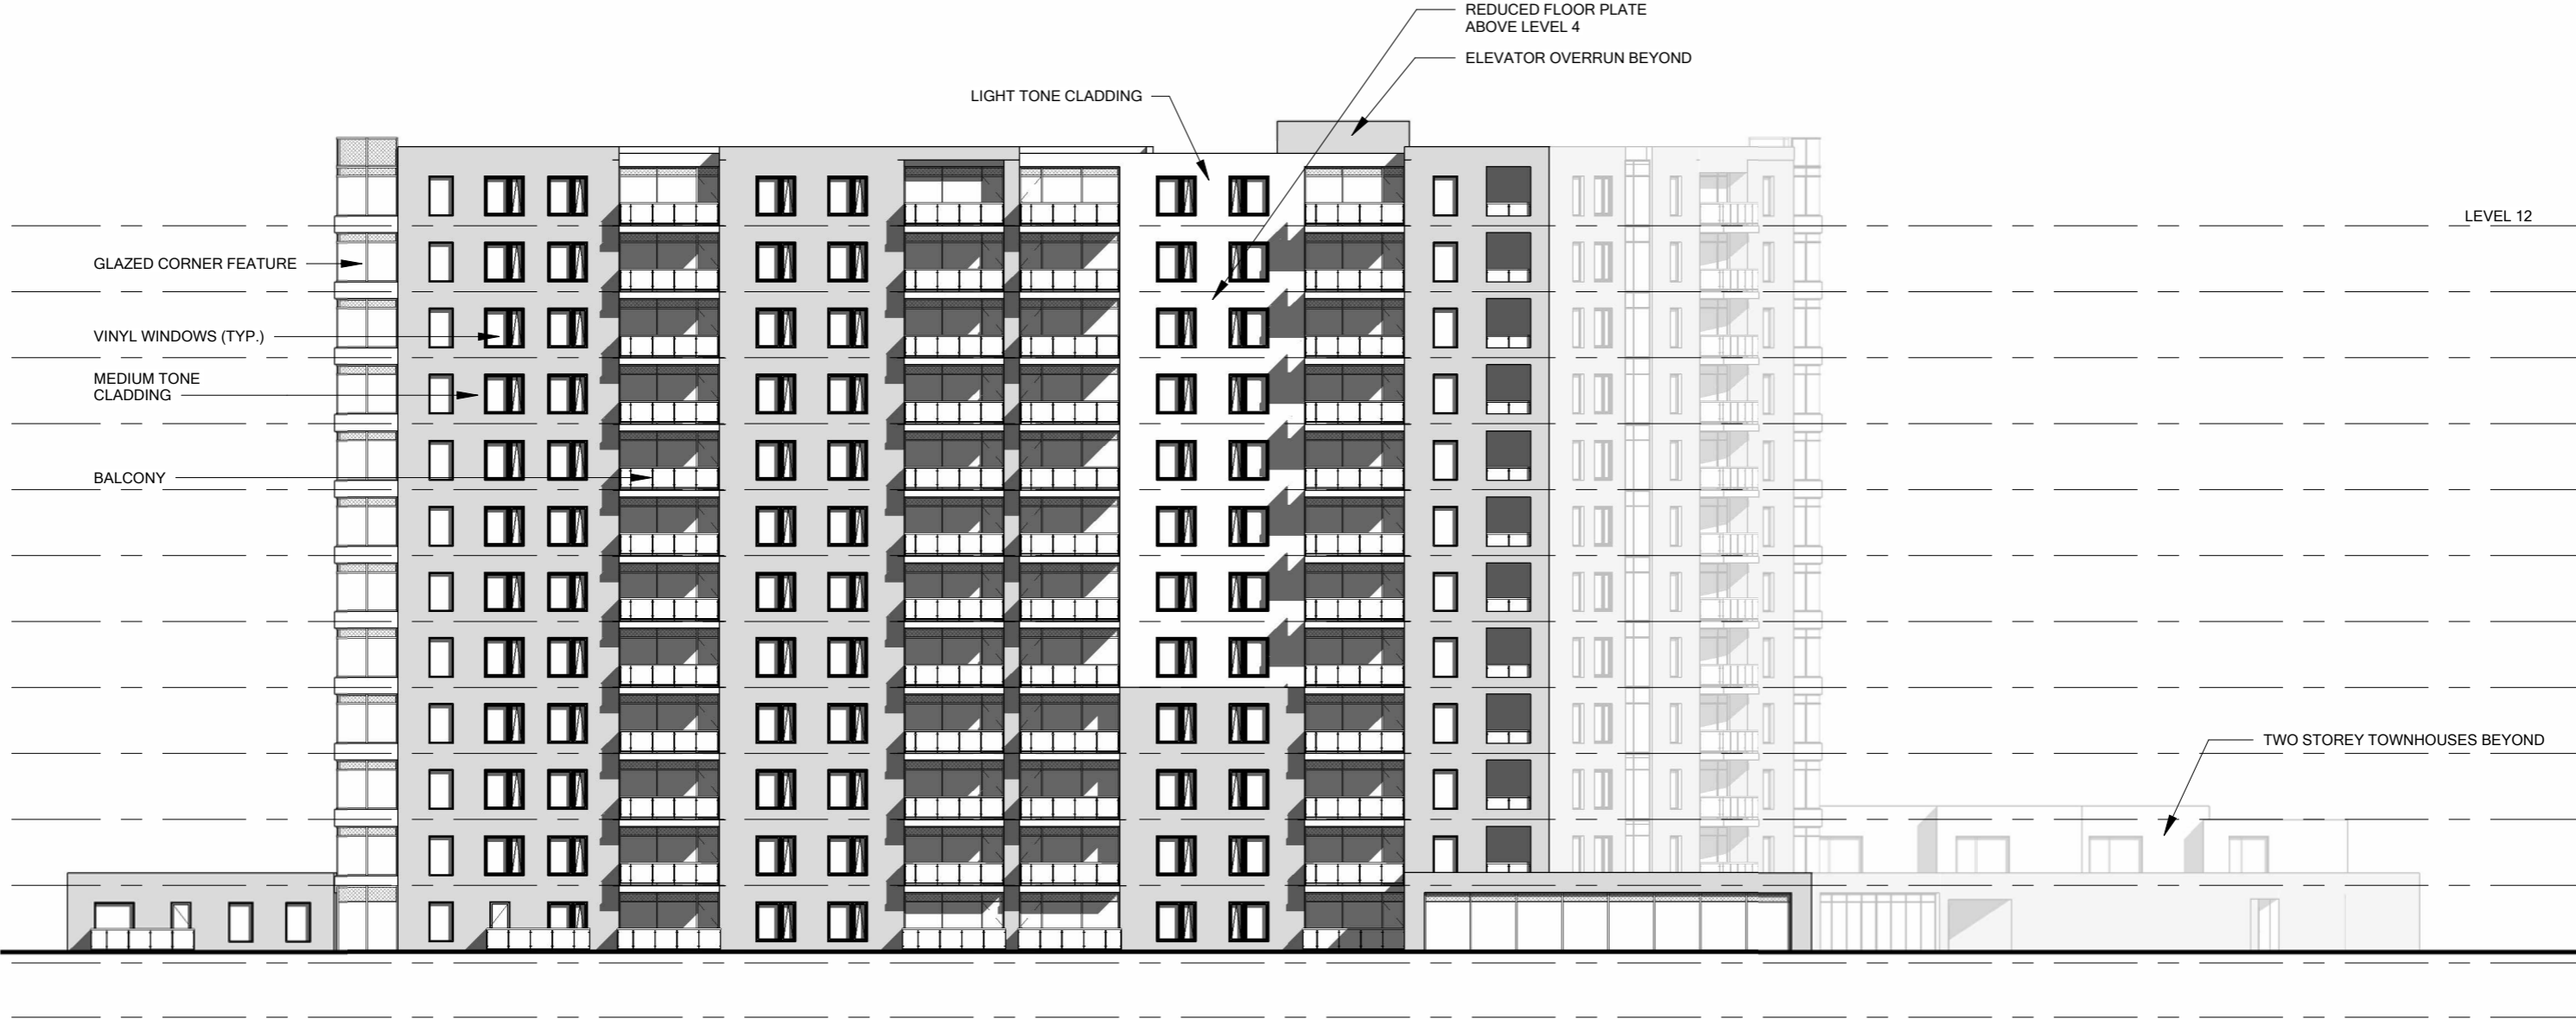 REDUCED FLOOR PLATE
ABOVE LEVEL 4
ELEVATOR OVERRUN BEYOND
LIGHT TONE CLADDING
LEVEL 12
GLAZED CORNER FEATURE
VINYL WINDOWS (TYP.)
MEDIUM TONE
CLADDING
BALCONY
TWO STOREY TOWNHOUSES BEYOND